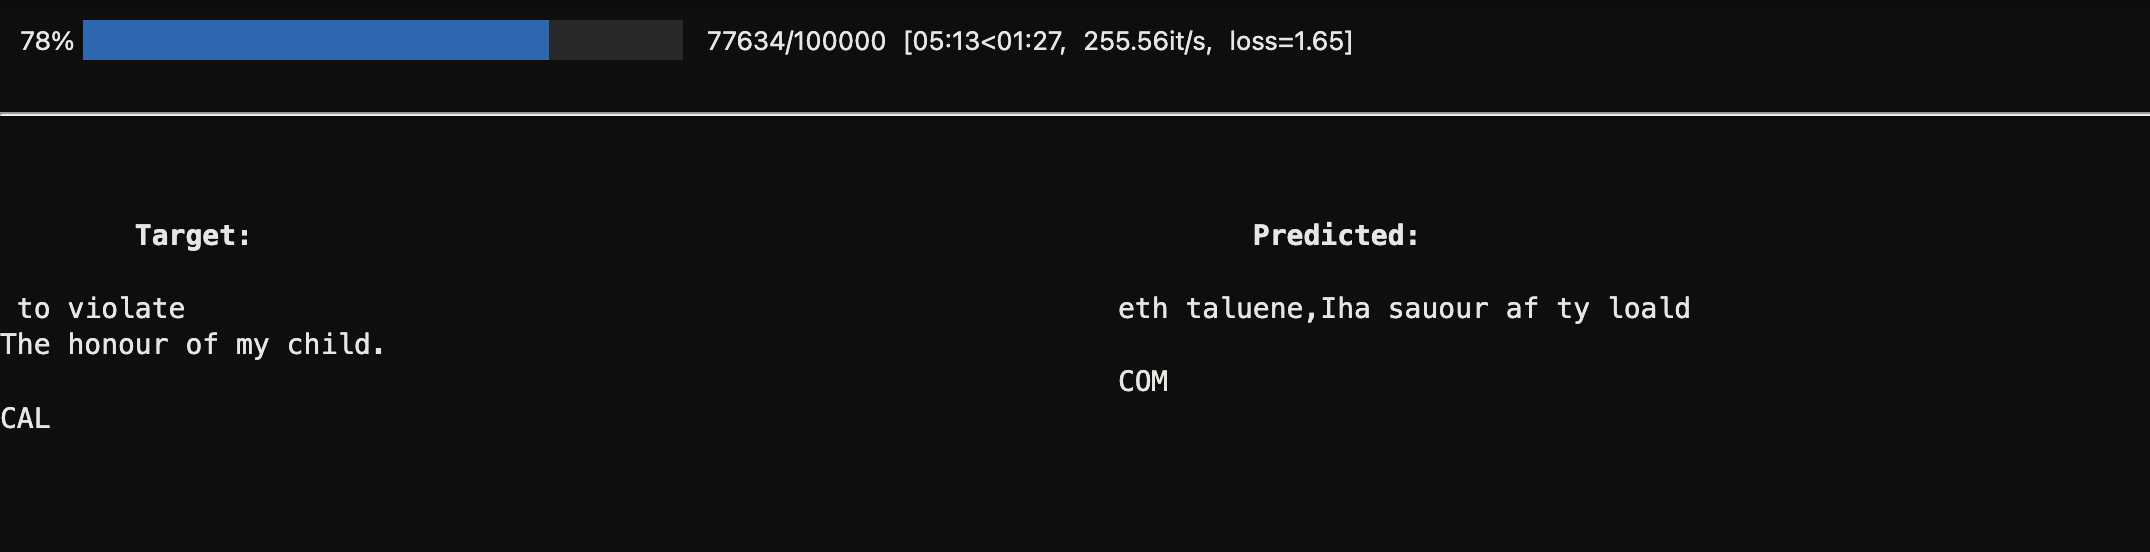 78% 77634/100000 [05:13<01:27, 255.56it/s, loss=1.65]
Target:
Predicted:
to violate
The honour of my child.
CAL
eth taluene,Iha sauour af ty loald
COM